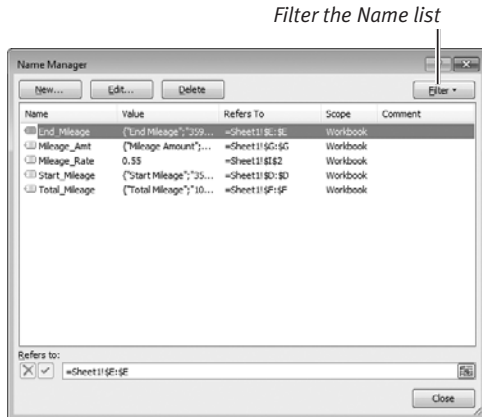 Filter the Name list
Name Manager
New... Edit... Delete Filter
Name Value Refers To Scope Comment
End_Mileage {"End Mileage";"359... =Sheet1!$E:$E Workbook
Mileage_Amt {"Mileage Amount";... =Sheet1!$G:$G Workbook
Mileage_Rate 0.55 =Sheet1!$I$2 Workbook
Start_Mileage {"Start Mileage";"35... =Sheet1!$D:$D Workbook
Total_Mileage {"Total Mileage";"10... =Sheet1!$F:$F Workbook
Refers to:
=Sheet1!$E:$E
Close